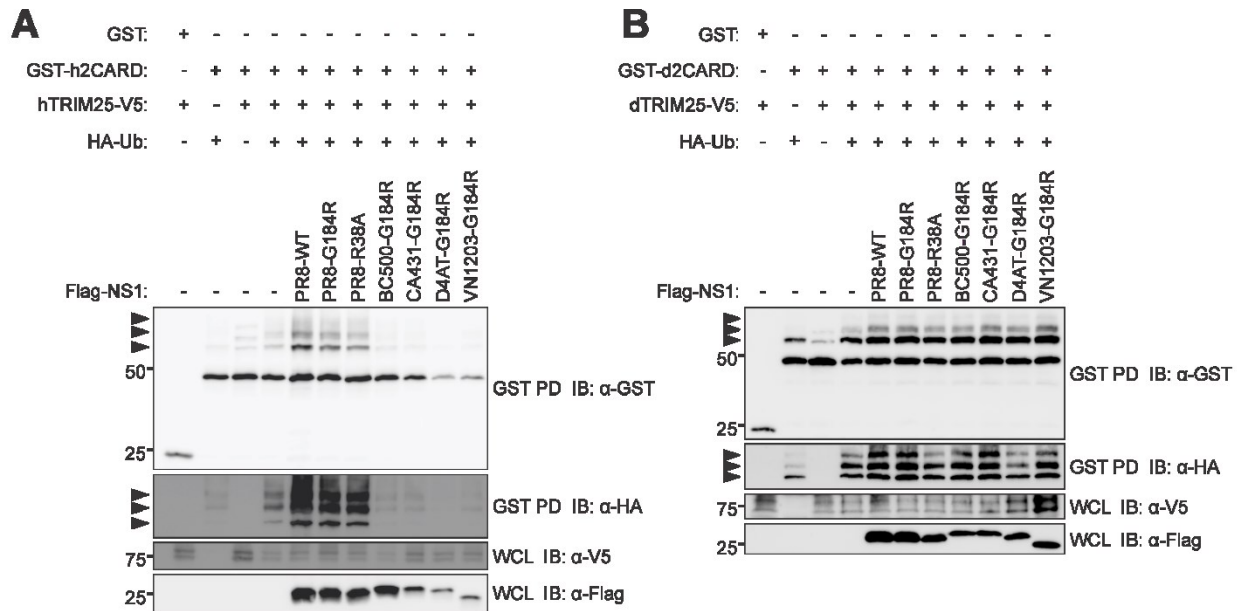 A
GST: + - - - - - - - - - -
GST-h2CARD: - + + + + + + + + + +
hTRIM25-V5: + - + + + + + + + + +
HA-Ub: - + - + + + + + + + +
Flag-NS1: - - - - PR8-WT PR8-G184R PR8-R38A BC500-G184R CA431-G184R D4AT-G184R VN1203-G184R
50
GST PD IB: α-GST
25
GST PD IB: α-HA
75 WCL IB: α-V5
25 WCL IB: α-Flag
B
GST: + - - - - - - - - - -
GST-d2CARD: - + + + + + + + + + +
dTRIM25-V5: + - + + + + + + + + +
HA-Ub: - + - + + + + + + + +
Flag-NS1: - - - - PR8-WT PR8-G184R PR8-R38A BC500-G184R CA431-G184R D4AT-G184R VN1203-G184R
50
GST PD IB: α-GST
25
GST PD IB: α-HA
75 WCL IB: α-V5
25 WCL IB: α-Flag